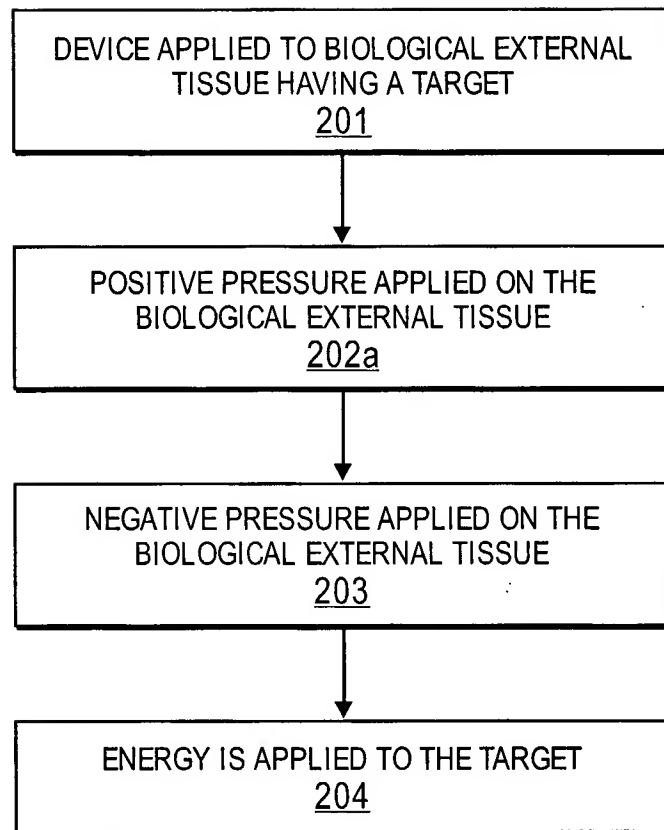 DEVICE APPLIED TO BIOLOGICAL EXTERNAL
TISSUE HAVING A TARGET
201
POSITIVE PRESSURE APPLIED ON THE
BIOLOGICAL EXTERNAL TISSUE
202a
NEGATIVE PRESSURE APPLIED ON THE
BIOLOGICAL EXTERNAL TISSUE
203
ENERGY IS APPLIED TO THE TARGET
204